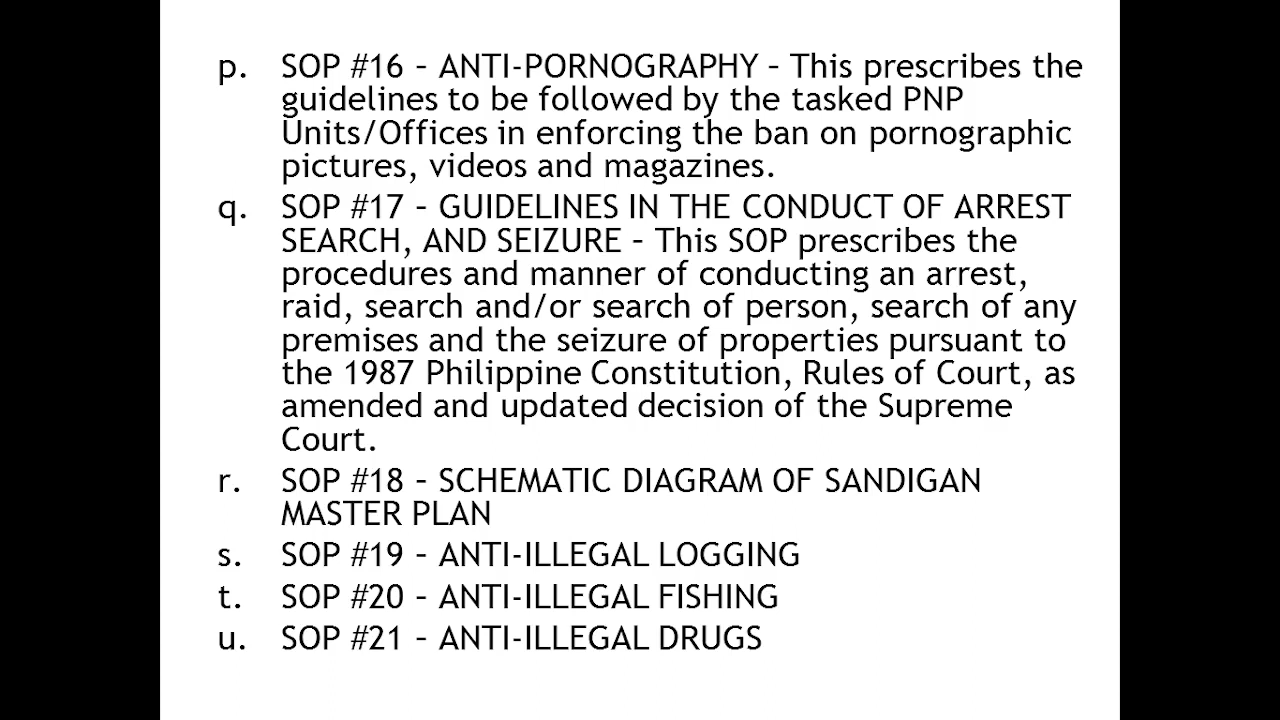 p. SOP #16 – ANTI-PORNOGRAPHY – This prescribes the
guidelines to be followed by the tasked PNP
Units/Offices in enforcing the ban on pornographic
pictures, videos and magazines.
q. SOP #17 – GUIDELINES IN THE CONDUCT OF ARREST
SEARCH, AND SEIZURE – This SOP prescribes the
procedures and manner of conducting an arrest,
raid, search and/or search of person, search of any
premises and the seizure of properties pursuant to
the 1987 Philippine Constitution, Rules of Court, as
amended and updated decision of the Supreme
Court.
r. SOP #18 – SCHEMATIC DIAGRAM OF SANDIGAN
MASTER PLAN
s. SOP #19 – ANTI-ILLEGAL LOGGING
t. SOP #20 – ANTI-ILLEGAL FISHING
u. SOP #21 – ANTI-ILLEGAL DRUGS